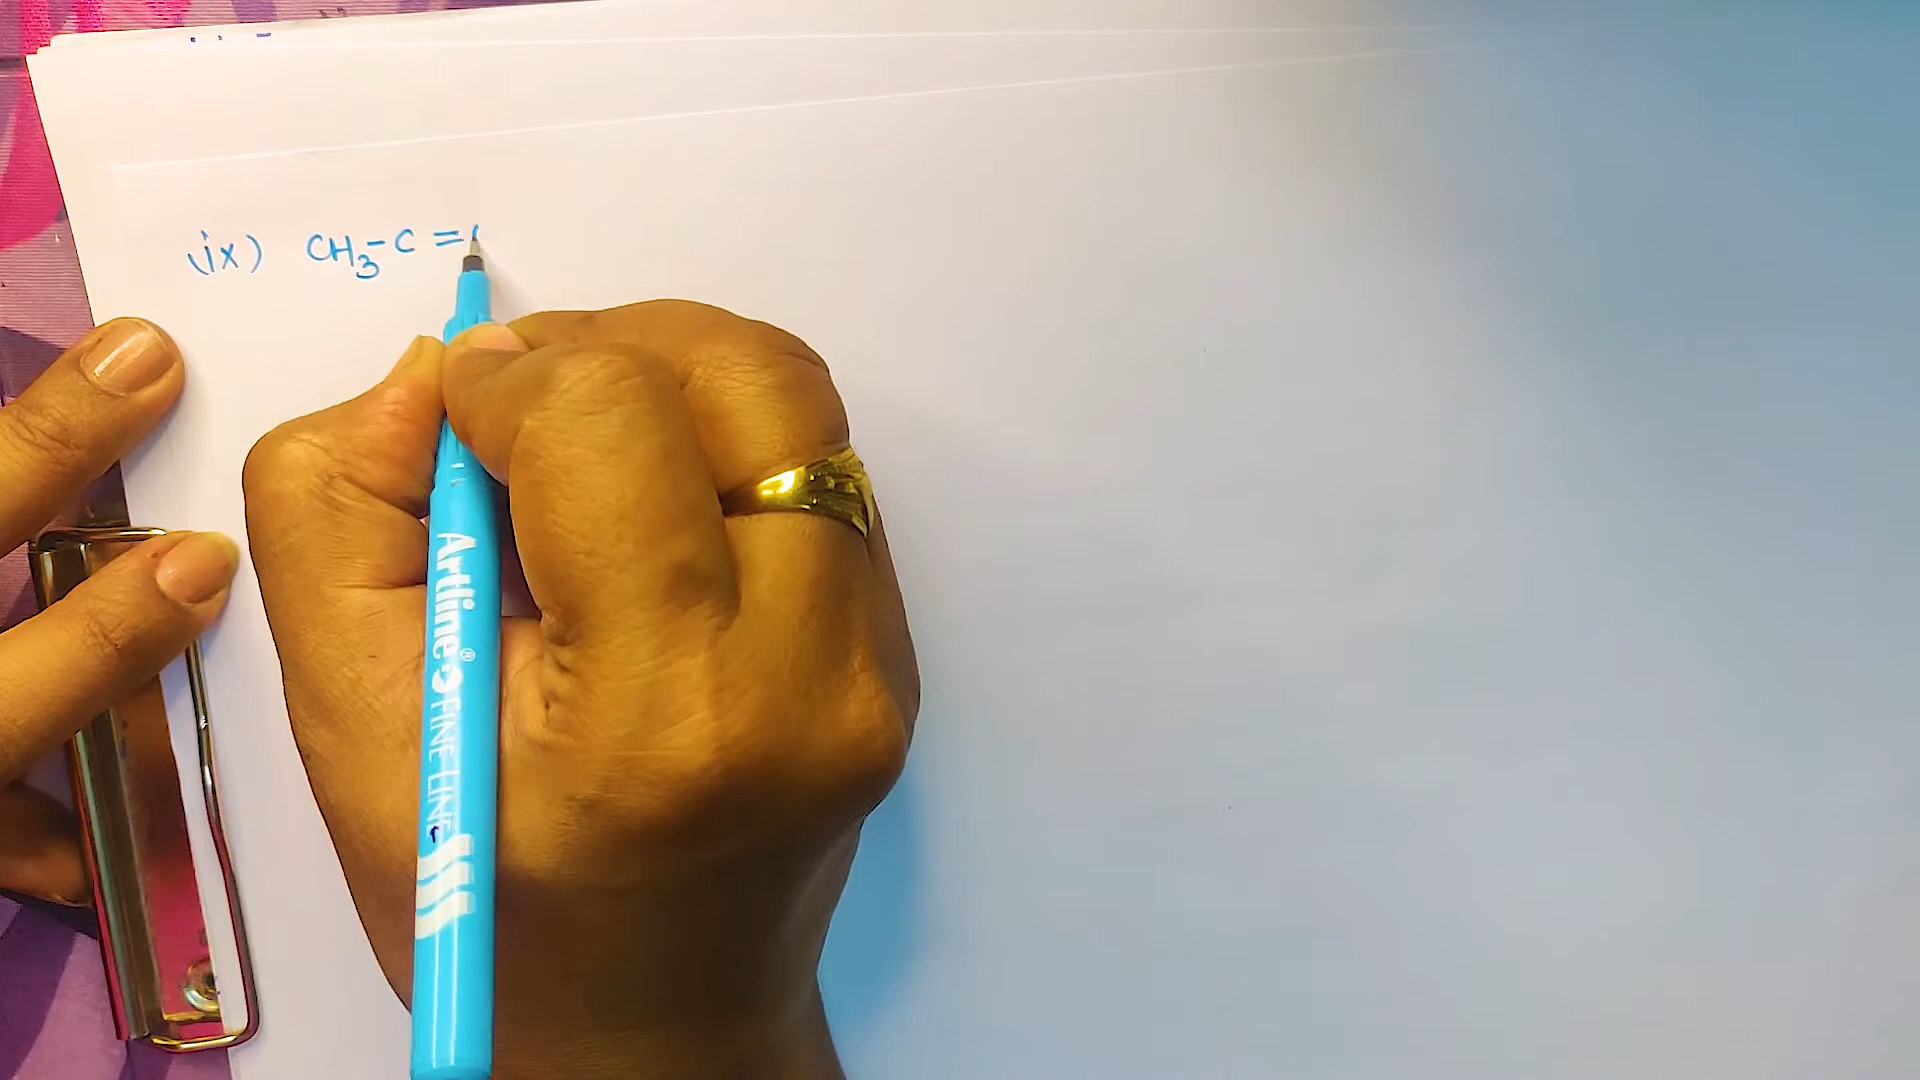 (ix) CH₃-C =
Artline® FINE LINE